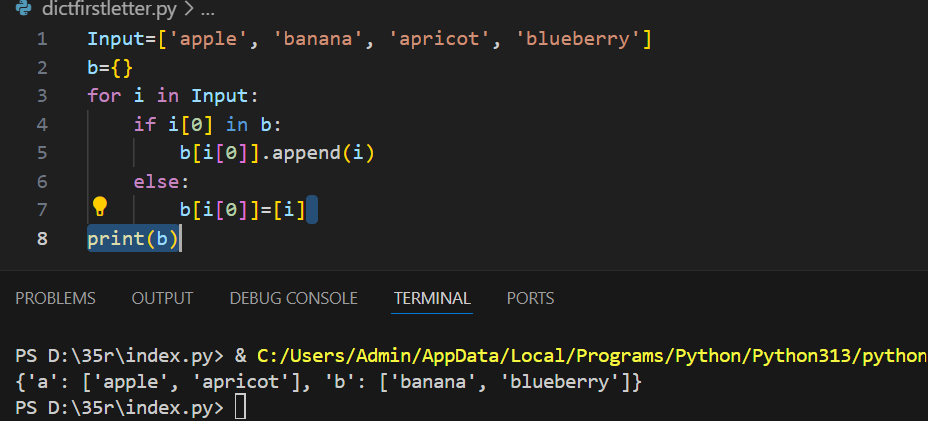 dictfirstletter.py > ...
1 Input=['apple', 'banana', 'apricot', 'blueberry']
2 b={}
3 for i in Input:
4     if i[0] in b:
5         b[i[0]].append(i)
6     else:
7         b[i[0]]=[i]
8 print(b)
PROBLEMS OUTPUT DEBUG CONSOLE TERMINAL PORTS
PS D:\35r\index.py> & C:/Users/Admin/AppData/Local/Programs/Python/Python313/python
{'a': ['apple', 'apricot'], 'b': ['banana', 'blueberry']}
PS D:\35r\index.py>